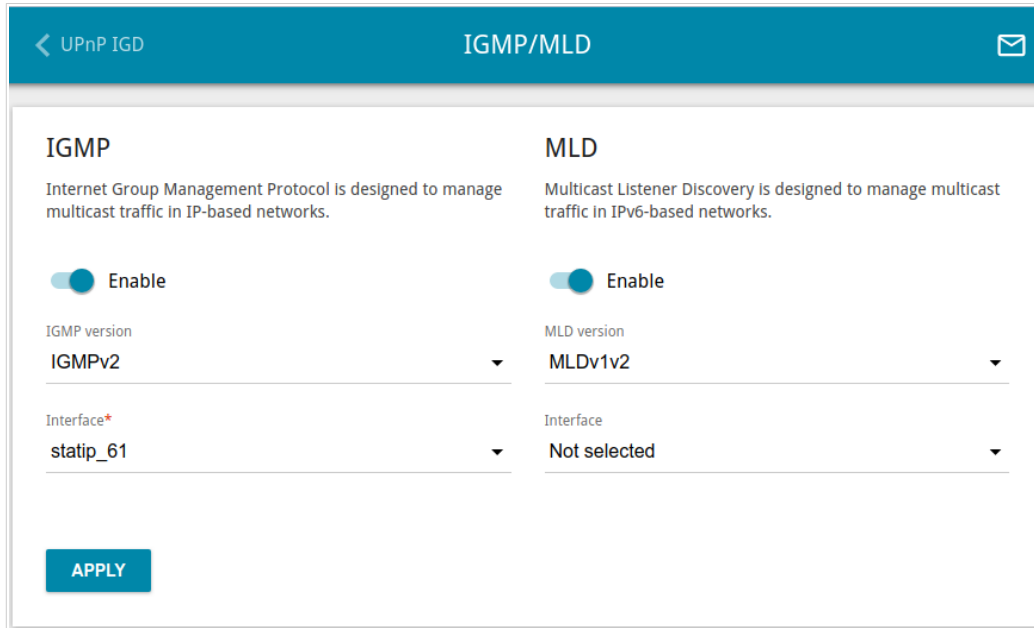 UPnP IGD
IGMP/MLD
IGMP
Internet Group Management Protocol is designed to manage
multicast traffic in IP-based networks.
Enable
IGMP version
IGMPv2
Interface*
statip_61
MLD
Multicast Listener Discovery is designed to manage multicast
traffic in IPv6-based networks.
Enable
MLD version
MLDv1v2
Interface
Not selected
APPLY